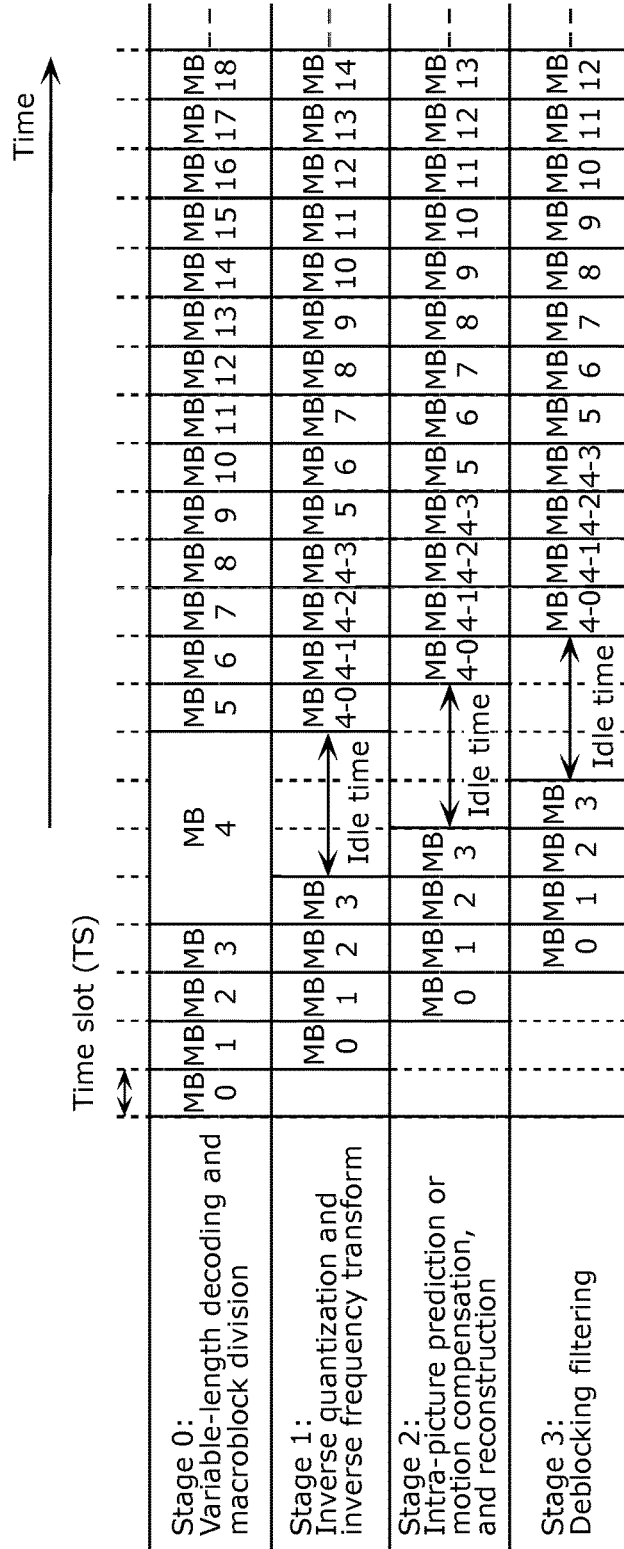 Time
Time slot (TS)
Stage 0:
Variable-length decoding and
macroblock division
MB MB MB MB MB MB MB MB MB MB MB MB MB MB MB MB MB MB MB
0 1 2 3 4 5 6 7 8 9 10 11 12 13 14 15 16 17 18
Stage 1:
Inverse quantization and
inverse frequency transform
MB MB MB MB MB MB MB MB MB MB MB MB MB MB MB MB MB MB
0 1 2 3 4-0 4-1 4-2 4-3 5 6 7 8 9 10 11 12 13 14
Idle time
Stage 2:
Intra-picture prediction or
motion compensation,
and reconstruction
MB MB MB MB MB MB MB MB MB MB MB MB MB MB MB MB MB
0 1 2 3 4-0 4-1 4-2 4-3 5 6 7 8 9 10 11 12 13
Idle time
Stage 3:
Deblocking filtering
MB MB MB MB MB MB MB MB MB MB MB MB MB MB MB MB
0 1 2 3 4-0 4-1 4-2 4-3 5 6 7 8 9 10 11 12
Idle time